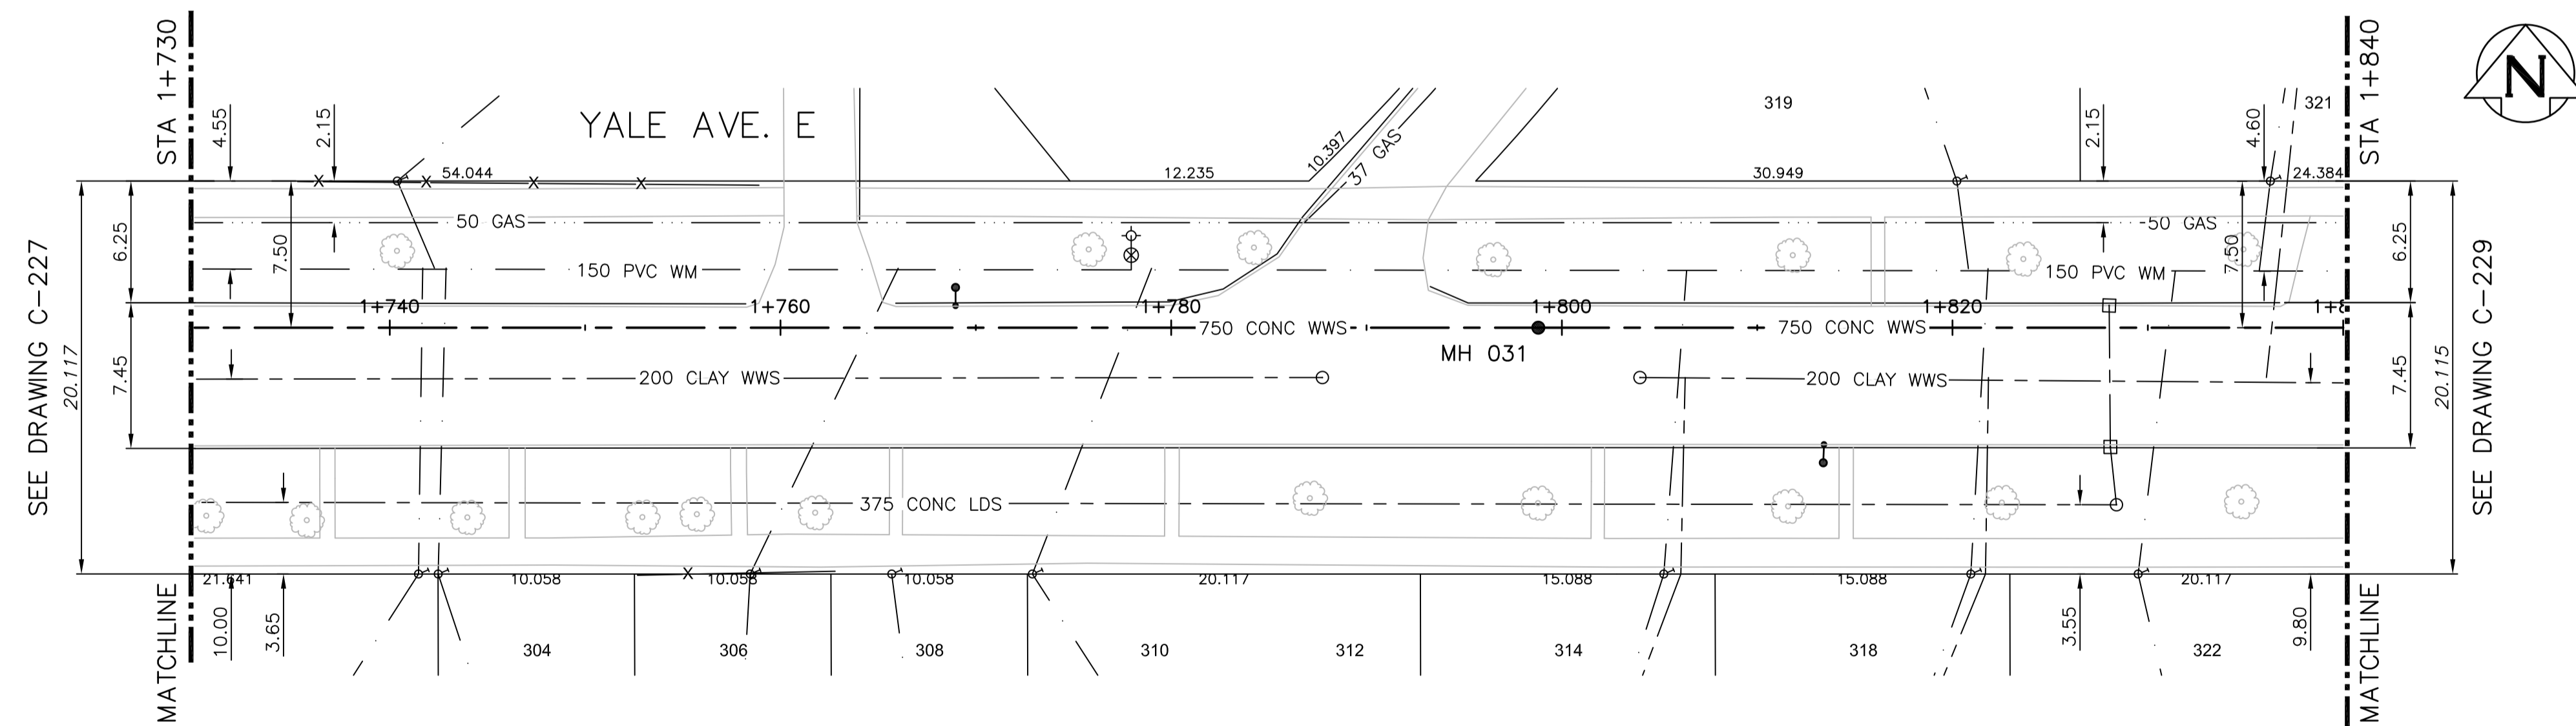 STA 1+730
STA 1+840
N
YALE AVE. E
319
321
4.55
2.15
2.15
4.60
54.044
12.235
10.397
37 GAS
30.949
24.384
50 GAS
50 GAS
6.25
7.50
7.50
6.25
150 PVC WM
150 PVC WM
1+740
1+760
1+780
1+800
1+820
750 CONC WWS
750 CONC WWS
MH 031
SEE DRAWING C-227
20.117
7.45
200 CLAY WWS
200 CLAY WWS
7.45
20.115
SEE DRAWING C-229
375 CONC LDS
21.641
10.058
10.058
10.058
20.117
15.088
15.088
20.117
MATCHLINE
10.00
3.65
304
306
308
310
312
314
318
3.55
322
9.80
MATCHLINE